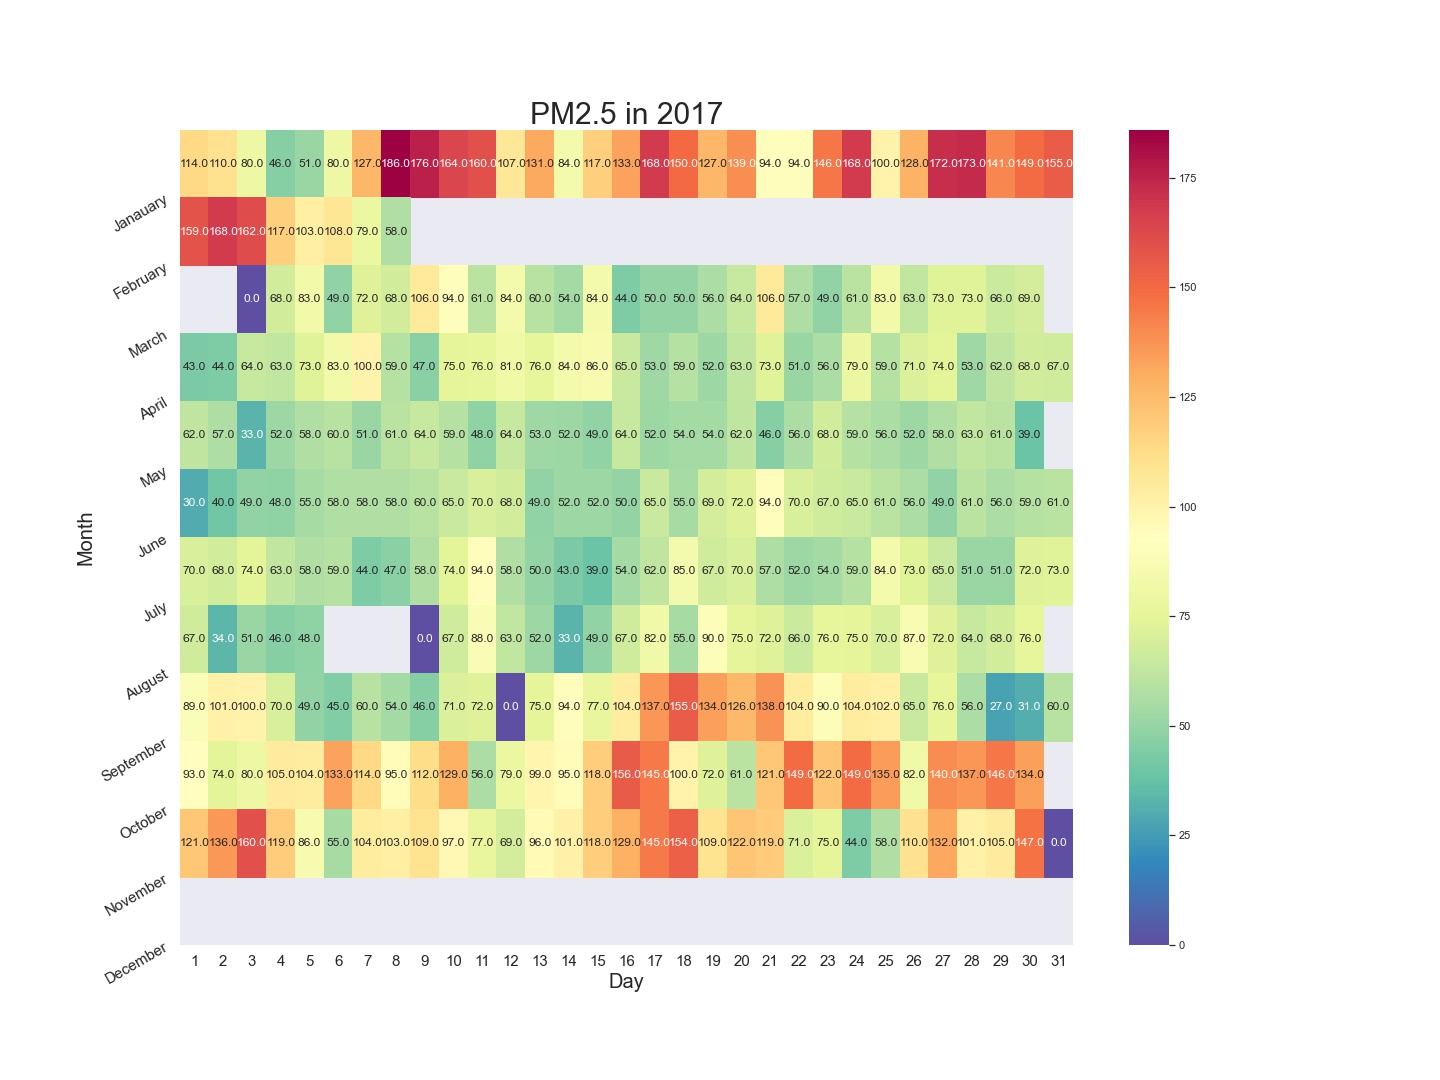 PM2.5 in 2017
114.0 110.0 80.0 46.0 51.0 80.0 127.0 186.0 176.0 164.0 160.0 107.0 131.0 84.0 117.0 133.0 168.0 150.0 127.0 139.0 94.0 94.0 146.0 168.0 100.0 128.0 172.0 173.0 141.0 149.0 155.0
Janauary
159.0 168.0 162.0 117.0 103.0 108.0 79.0 58.0
February
0.0 68.0 83.0 49.0 72.0 68.0 106.0 94.0 61.0 84.0 60.0 54.0 84.0 44.0 50.0 50.0 56.0 64.0 106.0 57.0 49.0 61.0 83.0 63.0 73.0 73.0 66.0 69.0
March
43.0 44.0 64.0 63.0 73.0 83.0 100.0 59.0 47.0 75.0 76.0 81.0 76.0 84.0 86.0 65.0 53.0 59.0 52.0 63.0 73.0 51.0 56.0 79.0 59.0 71.0 74.0 53.0 62.0 68.0 67.0
April
62.0 57.0 33.0 52.0 58.0 60.0 51.0 61.0 64.0 59.0 48.0 64.0 53.0 52.0 49.0 64.0 52.0 54.0 54.0 62.0 46.0 56.0 68.0 59.0 56.0 52.0 58.0 63.0 61.0 39.0
May
30.0 40.0 49.0 48.0 55.0 58.0 58.0 58.0 60.0 65.0 70.0 68.0 49.0 52.0 52.0 50.0 65.0 55.0 69.0 72.0 94.0 70.0 67.0 65.0 61.0 56.0 49.0 61.0 56.0 59.0 61.0
June
70.0 68.0 74.0 63.0 58.0 59.0 44.0 47.0 58.0 74.0 94.0 58.0 50.0 43.0 39.0 54.0 62.0 85.0 67.0 70.0 57.0 52.0 54.0 59.0 84.0 73.0 65.0 51.0 51.0 72.0 73.0
July
67.0 34.0 51.0 46.0 48.0 0.0 67.0 88.0 63.0 52.0 33.0 49.0 67.0 82.0 55.0 90.0 75.0 72.0 66.0 76.0 75.0 70.0 87.0 72.0 64.0 68.0 76.0
August
89.0 101.0 100.0 70.0 49.0 45.0 60.0 54.0 46.0 71.0 72.0 0.0 75.0 94.0 77.0 104.0 137.0 155.0 134.0 126.0 138.0 104.0 90.0 104.0 102.0 65.0 76.0 56.0 27.0 31.0 60.0
September
93.0 74.0 80.0 105.0 104.0 133.0 114.0 95.0 112.0 129.0 56.0 79.0 99.0 95.0 118.0 156.0 145.0 100.0 72.0 61.0 121.0 149.0 122.0 149.0 135.0 82.0 140.0 137.0 146.0 134.0
October
121.0 136.0 160.0 119.0 86.0 55.0 104.0 103.0 109.0 97.0 77.0 69.0 96.0 101.0 118.0 129.0 145.0 154.0 109.0 122.0 119.0 71.0 75.0 44.0 58.0 110.0 132.0 101.0 105.0 147.0 0.0
November
December
1 2 3 4 5 6 7 8 9 10 11 12 13 14 15 16 17 18 19 20 21 22 23 24 25 26 27 28 29 30 31
Day
Month
175
150
125
100
75
50
25
0